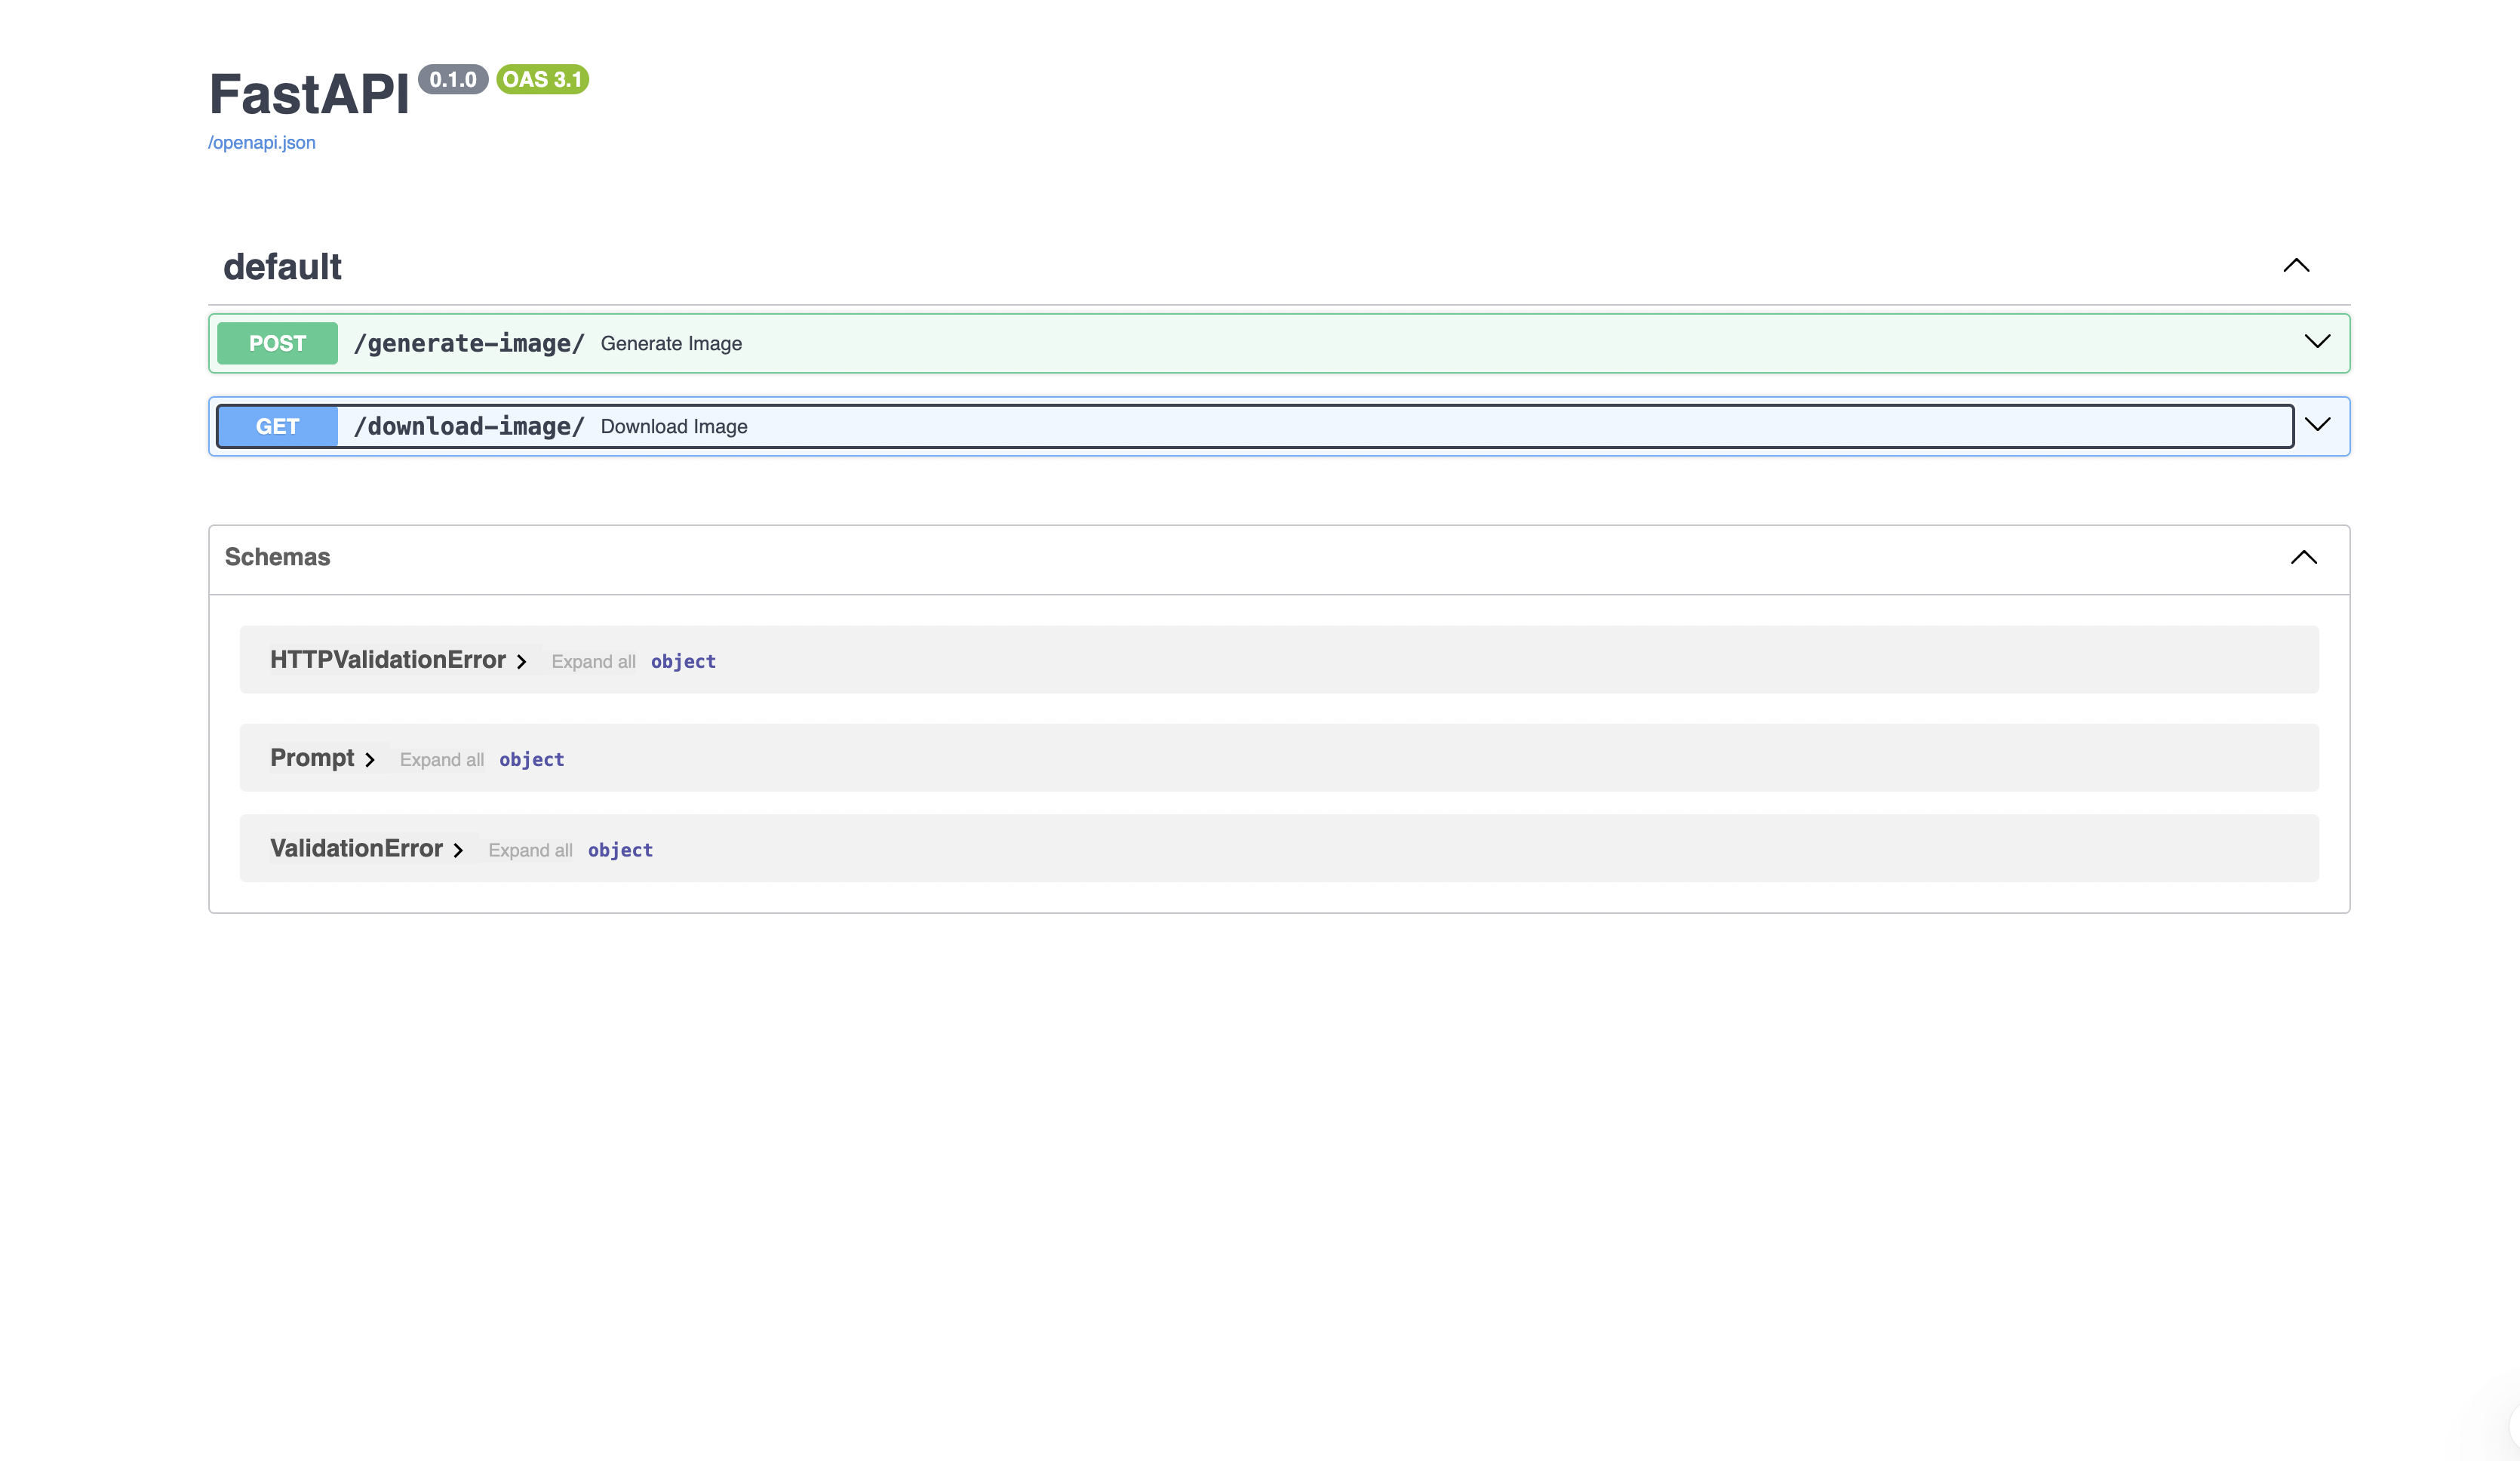 FastAPI 0.1.0 OAS 3.1
/openapi.json
default
POST /generate-image/ Generate Image
GET /download-image/ Download Image
Schemas
HTTPValidationError Expand all object
Prompt Expand all object
ValidationError Expand all object